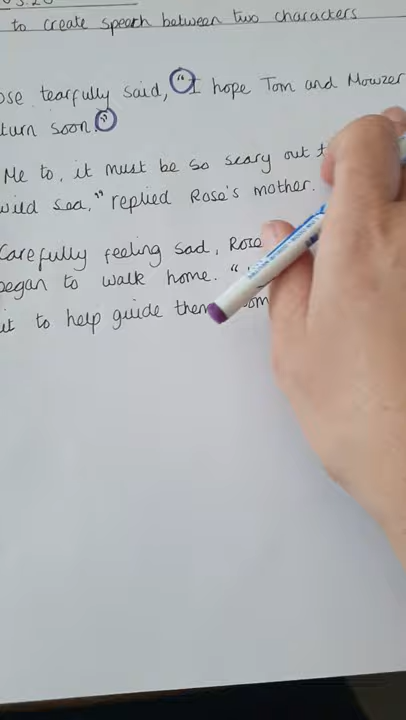 to create speech between two characters
ose tearfully said, "I hope Tom and Mowzer
turn soon."
Me to, it must be so scary out
wild sea," replied Rose's mother.
Carefully feeling sad, Rose
began to walk home. "
to help guide them